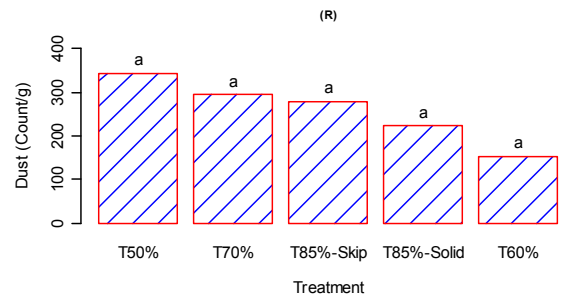 (R)
Dust (Count/g)
400
300
200
100
0
a
a
a
a
a
T50%
T70%
T85%-Skip
T85%-Solid
T60%
Treatment